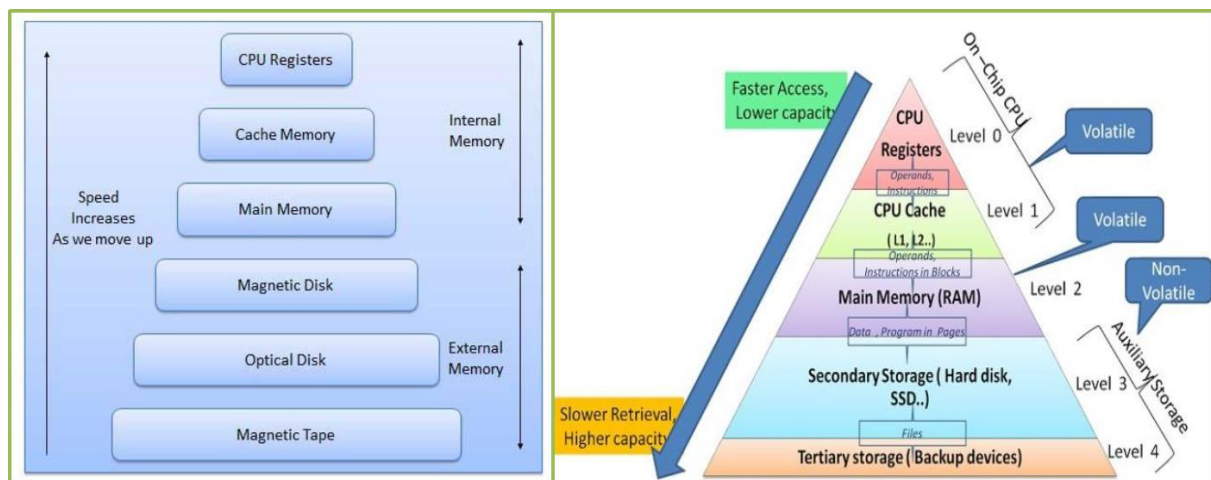 CPU Registers
Cache Memory
Main Memory
Magnetic Disk
Optical Disk
Magnetic Tape
Speed
Increases
As we move up
Internal
Memory
External
Memory
Faster Access,
Lower capacity
Slower Retrieval,
Higher capacity
CPU
Registers
Operands,
Instructions
CPU Cache
( L1, L2..)
Operands,
Instructions in Blocks
Main Memory (RAM)
Data , Program in Pages
Secondary Storage ( Hard disk,
SSD..)
Files
Tertiary storage ( Backup devices)
Level 0
Level 1
Level 2
Level 3
Level 4
On –Chip CPU
Volatile
Volatile
Non-
Volatile
Auxiliary Storage